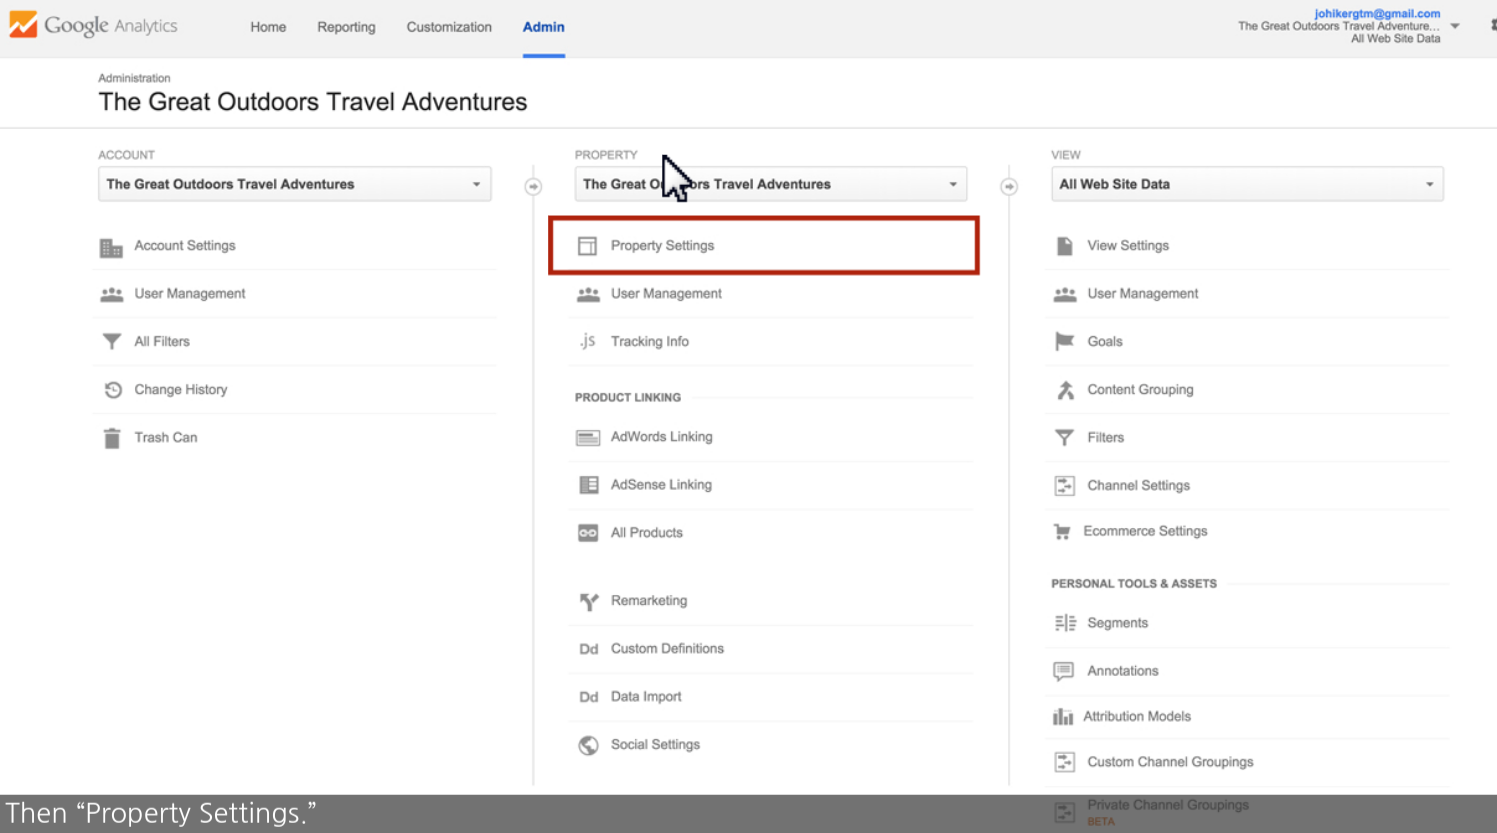 Google Analytics
Home
Reporting
Customization
Admin
johikergtm@gmail.com
The Great Outdoors Travel Adventure...
All Web Site Data
Administration
The Great Outdoors Travel Adventures
ACCOUNT
The Great Outdoors Travel Adventures
Account Settings
User Management
All Filters
Change History
Trash Can
PROPERTY
The Great O ors Travel Adventures
Property Settings
User Management
.js Tracking Info
PRODUCT LINKING
AdWords Linking
AdSense Linking
All Products
Remarketing
Dd Custom Definitions
Dd Data Import
Social Settings
VIEW
All Web Site Data
View Settings
User Management
Goals
Content Grouping
Filters
Channel Settings
Ecommerce Settings
PERSONAL TOOLS & ASSETS
Segments
Annotations
Attribution Models
Custom Channel Groupings
Private Channel Groupings
BETA
Then “Property Settings.”